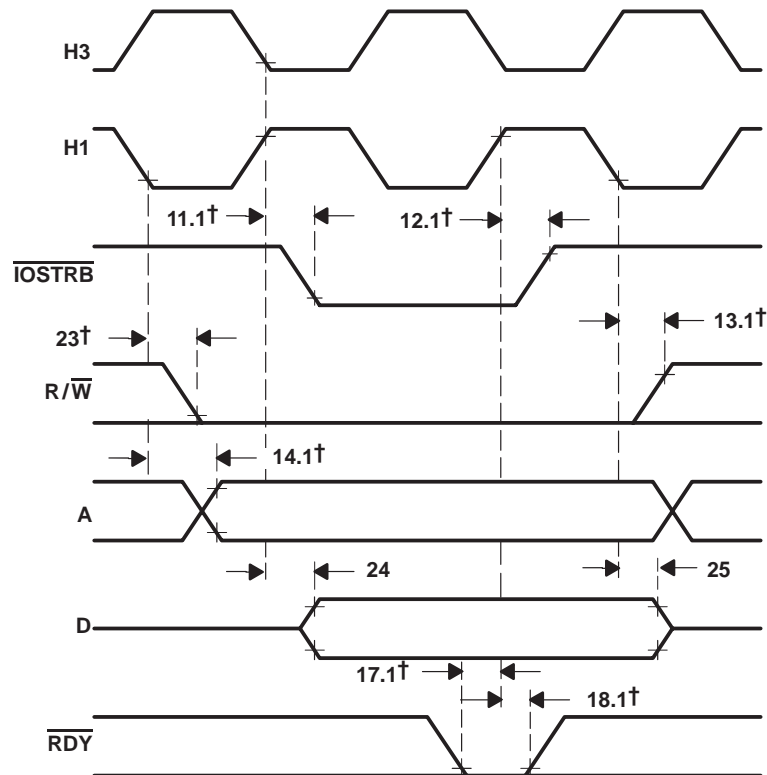 H3
H1
11.1†
12.1†
IOSTRB
23†
13.1†
R/W
14.1†
A
24
25
D
17.1†
18.1†
RDY